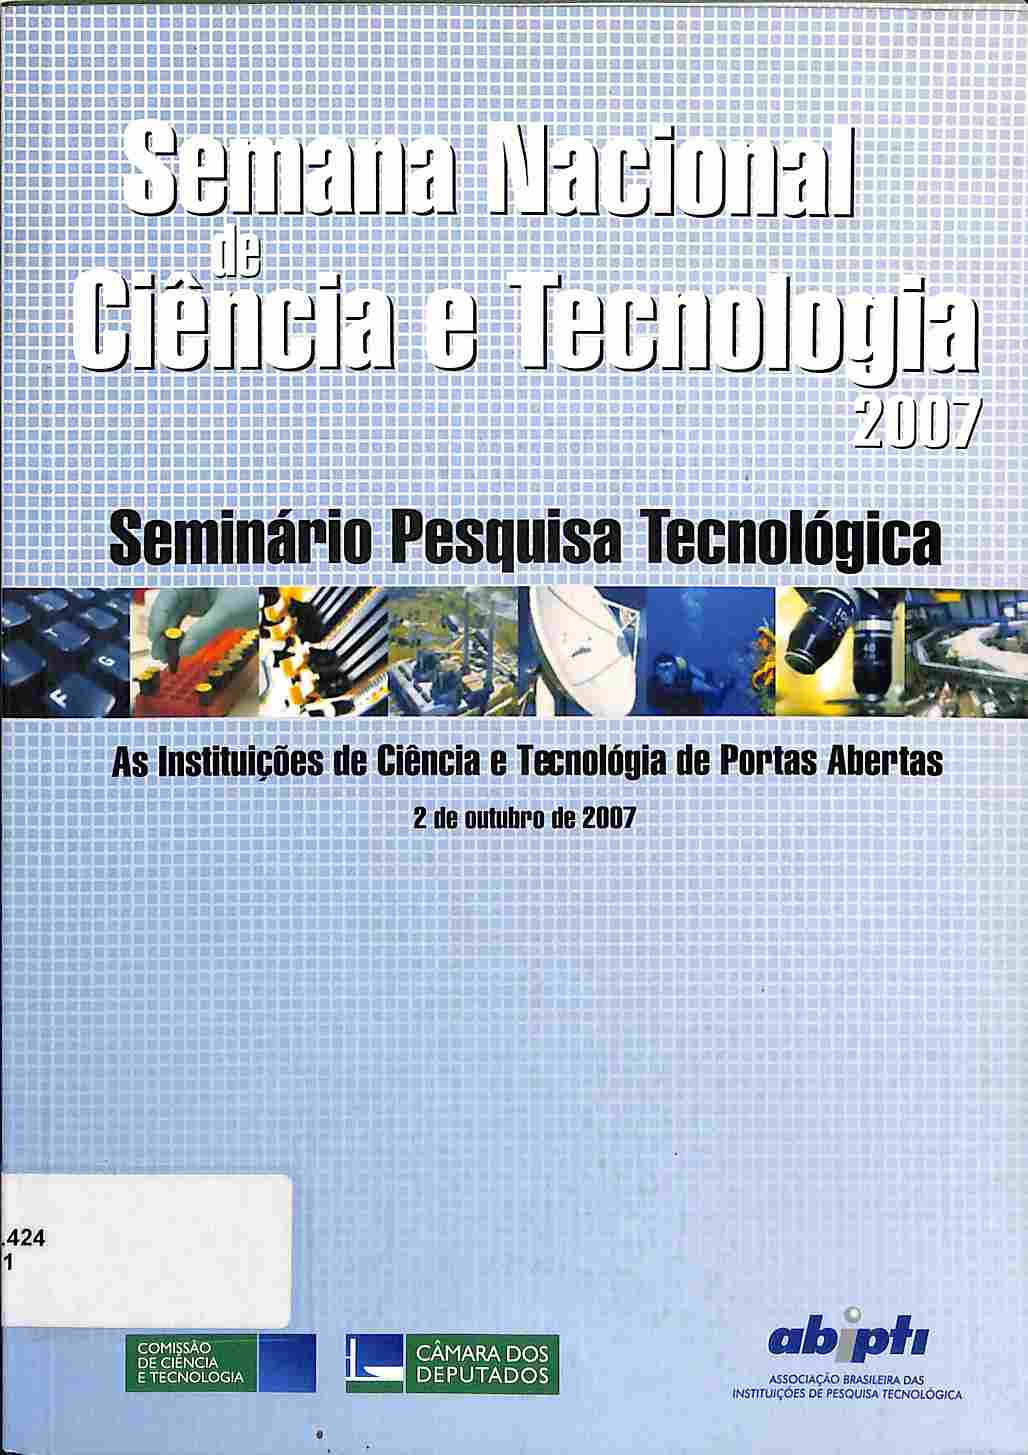 Semana Nacional
de
Ciência e Tecnologia
2007
Seminário Pesquisa Tecnológica
F
G
40
As Instituições de Ciência e Tecnológia de Portas Abertas
2 de outubro de 2007
.424
1
COMISSÃO
DE CIÊNCIA
E TECNOLOGIA
CÂMARA DOS
DEPUTADOS
abipti
ASSOCIAÇÃO BRASILEIRA DAS
INSTITUIÇÕES DE PESQUISA TECNOLÓGICA